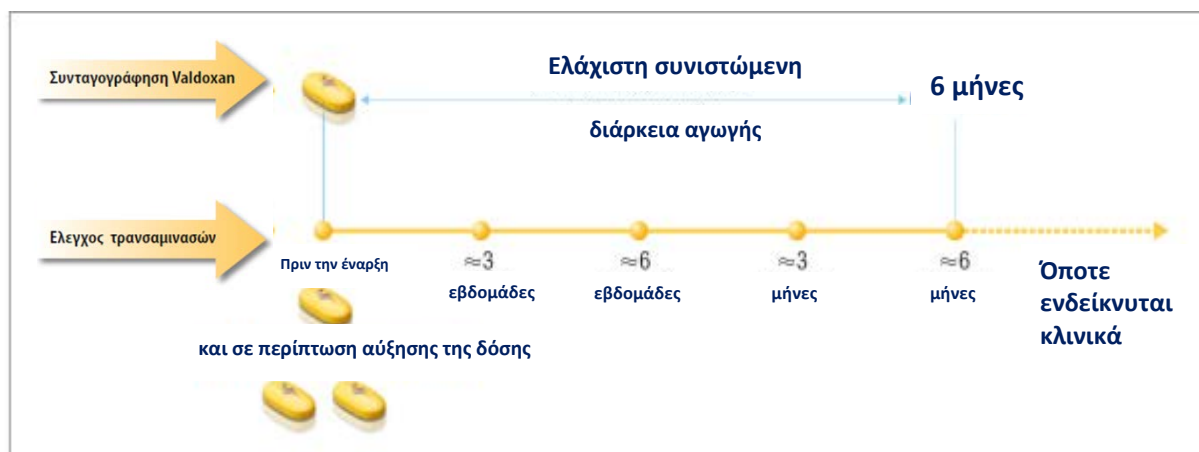 Συνταγογράφηση Valdoxan
Ελάχιστη συνιστώμενη
διάρκεια αγωγής
6 μήνες
Ελεγχος τρανσαμινασών
Πριν την έναρξη
≈3
εβδομάδες
≈6
εβδομάδες
≈3
μήνες
≈6
μήνες
Όποτε
ενδείκνυται
κλινικά
και σε περίπτωση αύξησης της δόσης